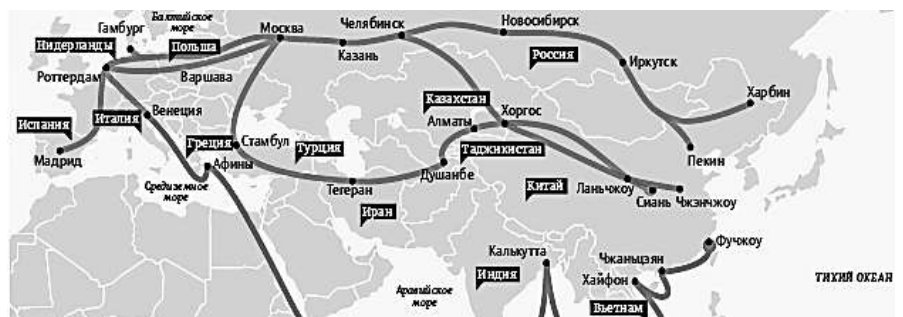 Балтийское
море
Гамбург
Москва
Челябинск
Новосибирск
Нидерланды
Польша
Казань
Россия
Роттердам
Варшава
Иркутск
Харбин
Казахстан
Хоргос
Венеция
Испания
Италия
Алматы
Греция
Стамбул
Турция
Таджикистан
Пекин
Мадрид
Афины
Душанбе
Средиземное
море
Тегеран
Китай
Ланьчжоу
Сиань
Чжэнчжоу
Иран
Калькутта
Чжаньцзян
Фучжоу
Индия
Хайфон
ТИХИЙ ОКЕАН
Аравийское
море
Вьетнам